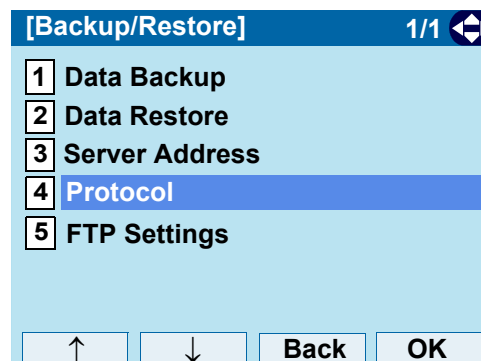 [Backup/Restore] 1/1
1 Data Backup
2 Data Restore
3 Server Address
4 Protocol
5 FTP Settings
↑ ↓ Back OK